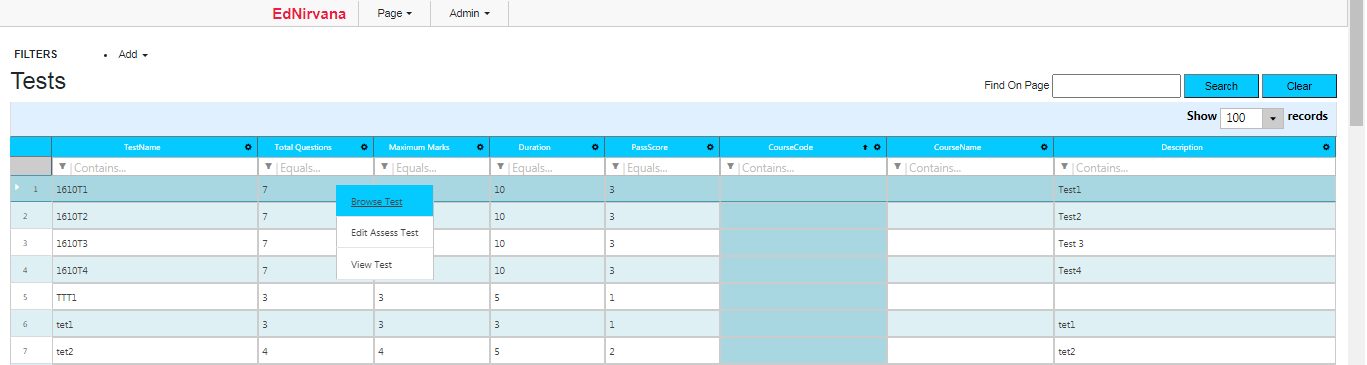 EdNirvana Page Admin
FILTERS • Add
Tests
Find On Page Search Clear
Show 100 records
TestName Total Questions Maximum Marks Duration PassScore CourseCode CourseName Description
Contains... Equals... Equals... Equals... Equals... Contains... Contains... Contains...
1 1610T1 7 10 3 Test1
Browse Test
2 1610T2 7 10 3 Test2
Edit Assess Test
3 1610T3 7 10 3 Test 3
View Test
4 1610T4 7 10 3 Test4
5 TTT1 3 3 5 1
6 tet1 3 3 3 1 tet1
7 tet2 4 4 5 2 tet2